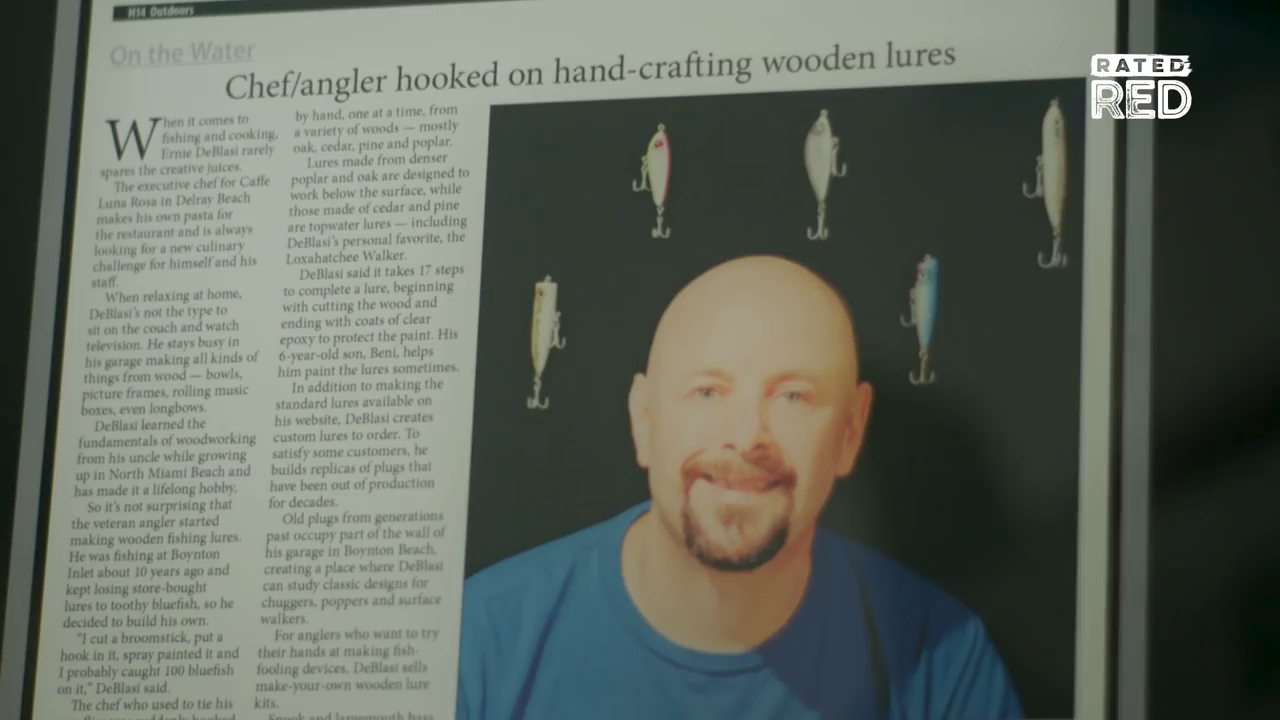 H14 Outdoors
On the Water
Chef/angler hooked on hand-crafting wooden lures
When it comes to
fishing and cooking,
Ernie DeBlasi rarely
spares the creative juices.
The executive chef for Caffe
Luna Rosa in Delray Beach
makes his own pasta for
the restaurant and is always
looking for a new culinary
challenge for himself and his
staff.
When relaxing at home,
DeBlasi's not the type to
sit on the couch and watch
television. He stays busy in
his garage making all kinds of
things from wood — bowls,
picture frames, rolling music
boxes, even longbows.
DeBlasi learned the
fundamentals of woodworking
from his uncle while growing
up in North Miami Beach and
has made it a lifelong hobby.
So it's not surprising that
the veteran angler started
making wooden fishing lures.
He was fishing at Boynton
Inlet about 10 years ago and
kept losing store-bought
lures to toothy bluefish, so he
decided to build his own.
"I cut a broomstick, put a
hook in it, spray painted it and
I probably caught 100 bluefish
on it," DeBlasi said.
The chef who used to tie his
by hand, one at a time, from
a variety of woods — mostly
oak, cedar, pine and poplar.
Lures made from denser
poplar and oak are designed to
work below the surface, while
those made of cedar and pine
are topwater lures — including
DeBlasi's personal favorite, the
Loxahatchee Walker.
DeBlasi said it takes 17 steps
to complete a lure, beginning
with cutting the wood and
ending with coats of clear
epoxy to protect the paint. His
6-year-old son, Beni, helps
him paint the lures sometimes.
In addition to making the
standard lures available on
his website, DeBlasi creates
custom lures to order. To
satisfy some customers, he
builds replicas of plugs that
have been out of production
for decades.
Old plugs from generations
past occupy part of the wall of
his garage in Boynton Beach,
creating a place where DeBlasi
can study classic designs for
chuggers, poppers and surface
walkers.
For anglers who want to try
their hands at making fish-
fooling devices, DeBlasi sells
make-your-own wooden lure
kits.
Snook and largemouth bass
RATED
RED